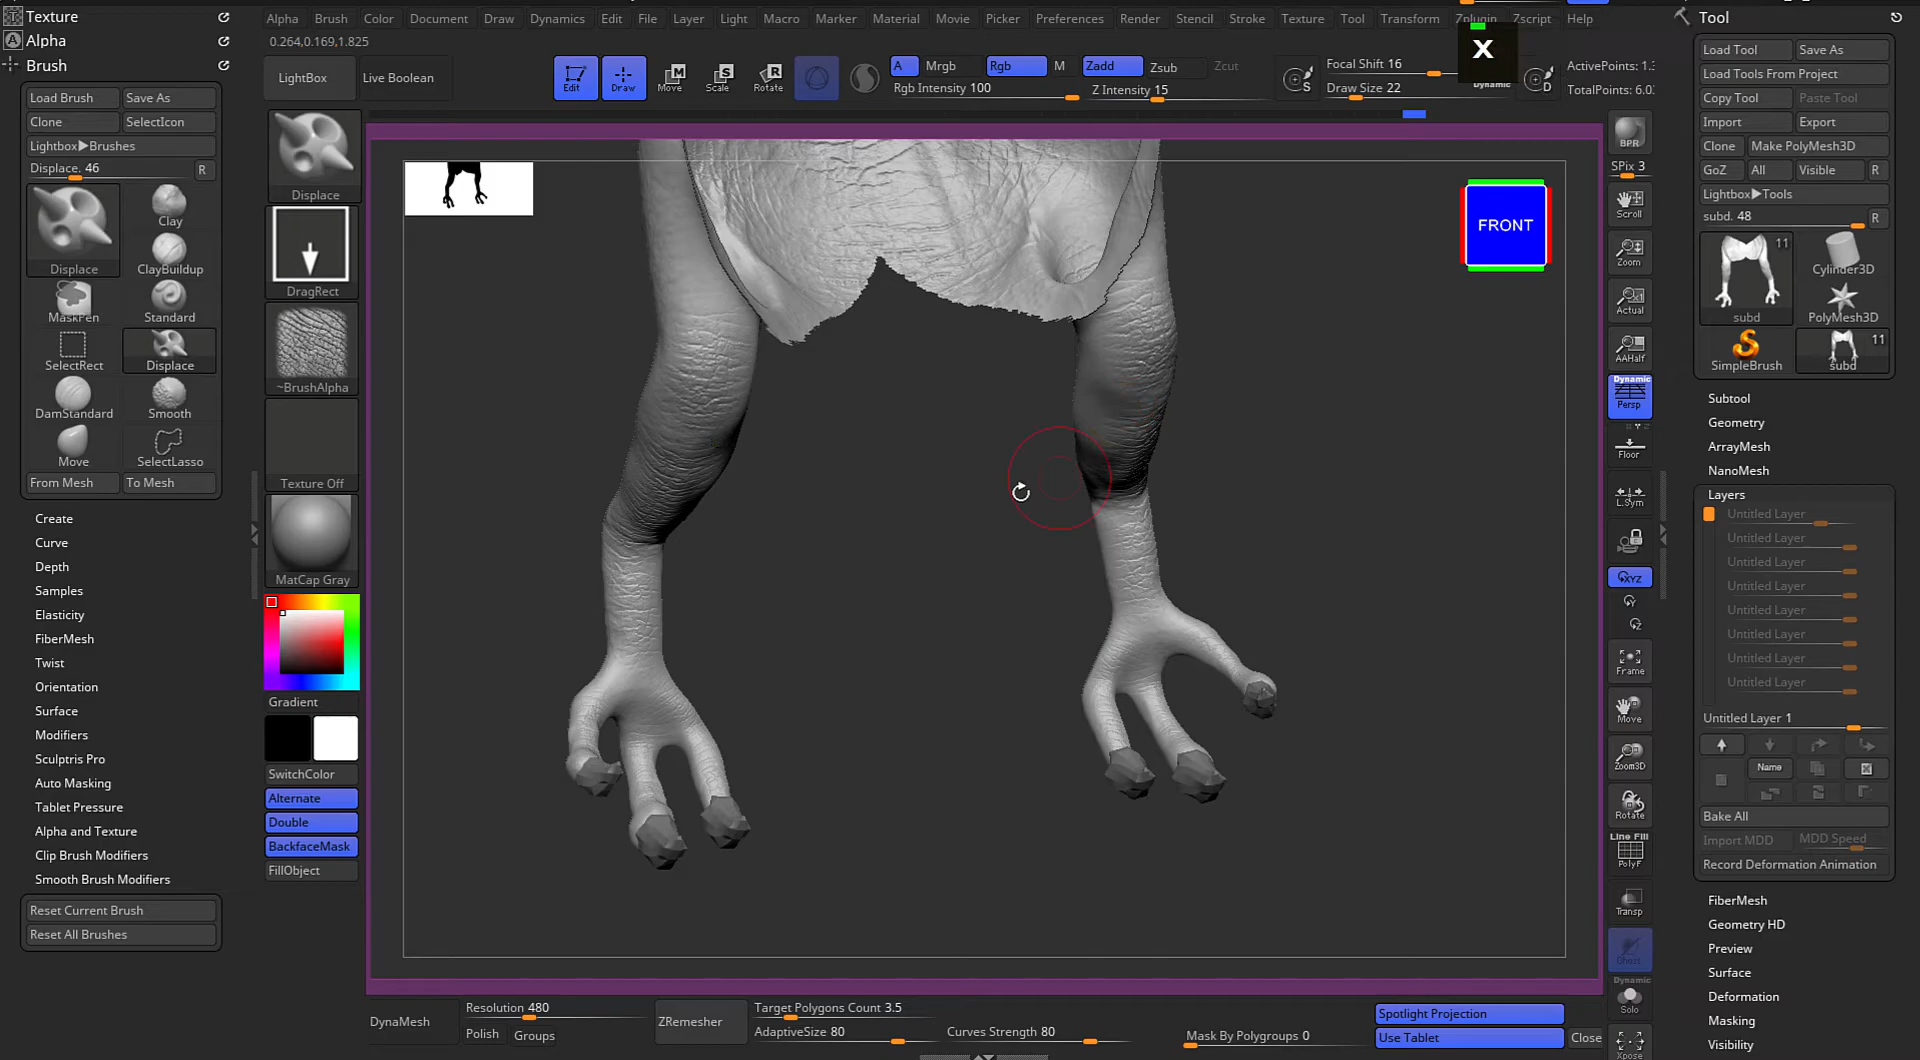 Texture
Alpha
Brush
Load Brush Save As
Clone SelectIcon
Lightbox▶Brushes
Displace. 46 R
Displace
Clay
ClayBuildup
MaskPen
Standard
SelectRect
Displace
DamStandard
Smooth
Move
SelectLasso
From Mesh To Mesh
Create
Curve
Depth
Samples
Elasticity
FiberMesh
Twist
Orientation
Surface
Modifiers
Sculptris Pro
Auto Masking
Tablet Pressure
Alpha and Texture
Clip Brush Modifiers
Smooth Brush Modifiers
Reset Current Brush
Reset All Brushes
Alpha Brush Color Document Draw Dynamics Edit File Layer Light Macro Marker Material Movie Picker Preferences Render Stencil Stroke Texture Tool Transform Zplugin Zscript Help
0.264,0.169,1.825
LightBox
Live Boolean
Edit
Draw
Move
Scale
Rotate
A Mrgb Rgb M Zadd Zsub Zcut
Rgb Intensity 100
Z Intensity 15
S
Focal Shift 16
Draw Size 22
Dynamic
X
D
ActivePoints: 1.3
TotalPoints: 6.0
Displace
DragRect
~BrushAlpha
Texture Off
MatCap Gray
Gradient
SwitchColor
Alternate
Double
BackfaceMask
FillObject
FRONT
BPR
SPix 3
Scroll
Zoom
Actual
AAHalf
Dynamic
Persp
Floor
L.Sym
XYZ
Y
Z
Frame
Move
Zoom3D
Rotate
Line Fill
PolyF
Transp
Ghost
Dynamic
Solo
Xpose
Tool
Load Tool Save As
Load Tools From Project
Copy Tool Paste Tool
Import Export
Clone Make PolyMesh3D
GoZ All Visible R
Lightbox▶Tools
subd. 48 R
11
subd
Cylinder3D
PolyMesh3D
SimpleBrush
11
subd
Subtool
Geometry
ArrayMesh
NanoMesh
Layers
Untitled Layer
Untitled Layer
Untitled Layer
Untitled Layer
Untitled Layer
Untitled Layer
Untitled Layer
Untitled Layer
Untitled Layer 1
Name
Bake All
Import MDD MDD Speed
Record Deformation Animation
FiberMesh
Geometry HD
Preview
Surface
Deformation
Masking
Visibility
DynaMesh
Resolution 480
Polish Groups
ZRemesher
Target Polygons Count 3.5
AdaptiveSize 80
Curves Strength 80
Mask By Polygroups 0
Spotlight Projection
Use Tablet
Close